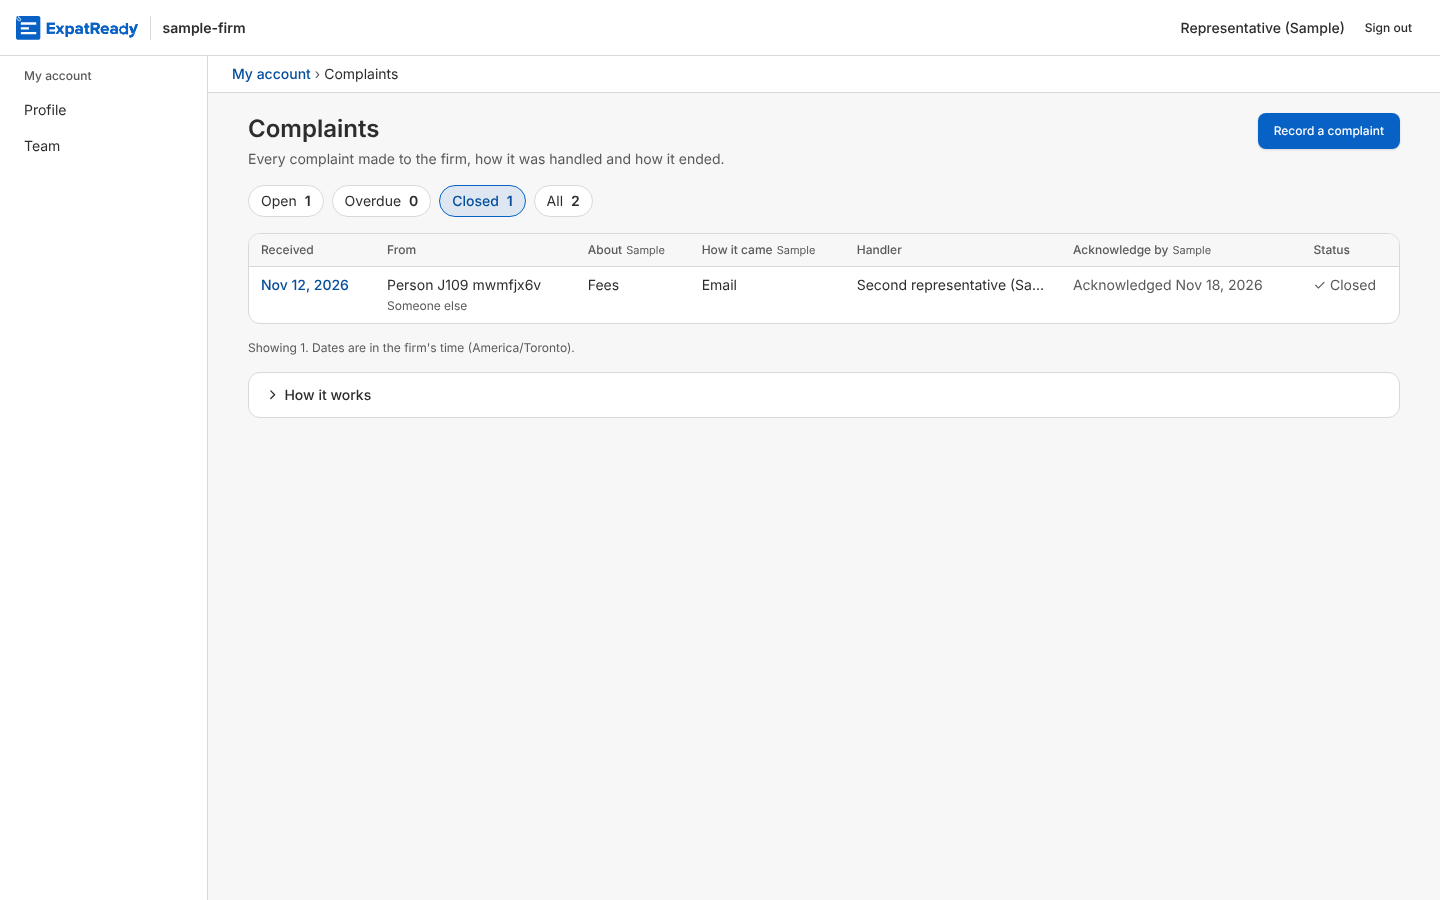 ExpatReady sample-firm Representative (Sample) Sign out
My account
Profile
Team
My account › Complaints
Complaints
Record a complaint
Every complaint made to the firm, how it was handled and how it ended.
Open 1 Overdue 0 Closed 1 All 2
Received From About Sample How it came Sample Handler Acknowledge by Sample Status
Nov 12, 2026 Person J109 mwmfjx6v Fees Email Second representative (Sa... Acknowledged Nov 18, 2026 ✓ Closed
Someone else
Showing 1. Dates are in the firm's time (America/Toronto).
How it works